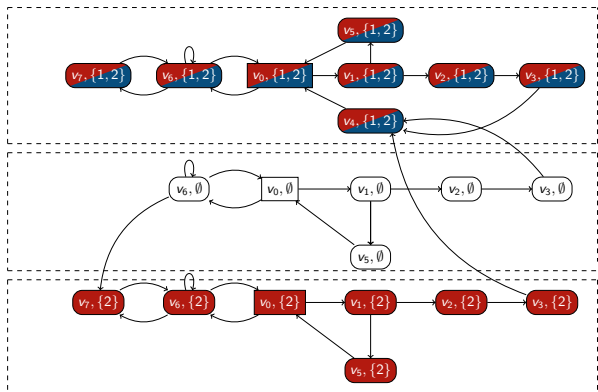 v₅, {1, 2}
v₇, {1, 2} v₆, {1, 2} v₀, {1, 2} v₁, {1, 2} v₂, {1, 2} v₃, {1, 2}
v₄, {1, 2}
v₆, ∅ v₀, ∅ v₁, ∅ v₂, ∅ v₃, ∅
v₅, ∅
v₇, {2} v₆, {2} v₀, {2} v₁, {2} v₂, {2} v₃, {2}
v₅, {2}